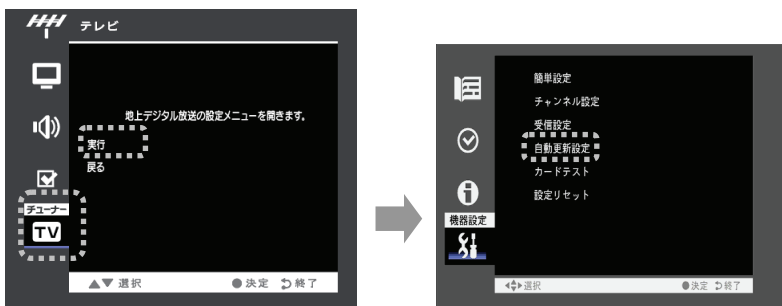 テレビ
地上デジタル放送の設定メニューを開きます。
実行
戻る
チューナー
TV
▲▼ 選択 ●決定 終了
簡単設定
チャンネル設定
受信設定
自動更新設定
カードテスト
設定リセット
機器設定
選択 ●決定 終了